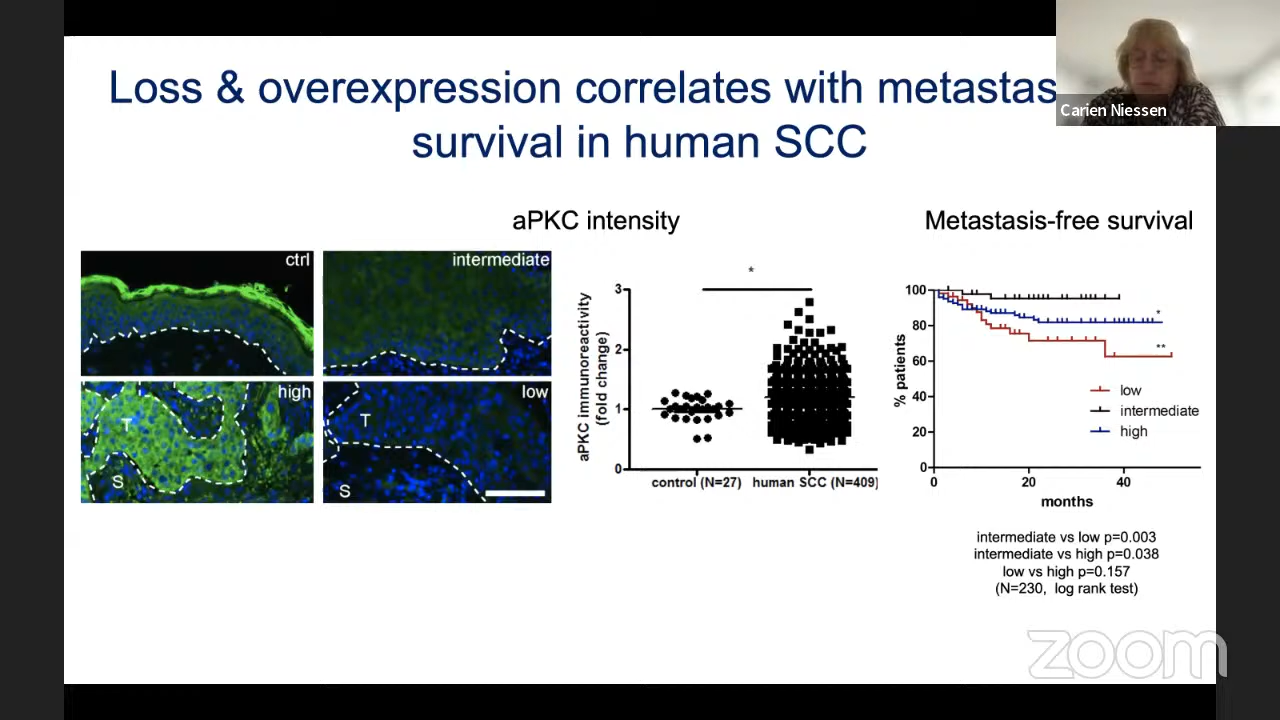 Loss & overexpression correlates with metastas
survival in human SCC
Carien Niessen
aPKC intensity
Metastasis-free survival
ctrl
intermediate
high
low
T
S
T
S
aPKC immunoreactivity
(fold change)
3
2
1
0
*
control (N=27)
human SCC (N=409)
% patients
100
80
60
40
20
0
*
**
low
intermediate
high
0
20
40
months
intermediate vs low p=0.003
intermediate vs high p=0.038
low vs high p=0.157
(N=230, log rank test)
zoom